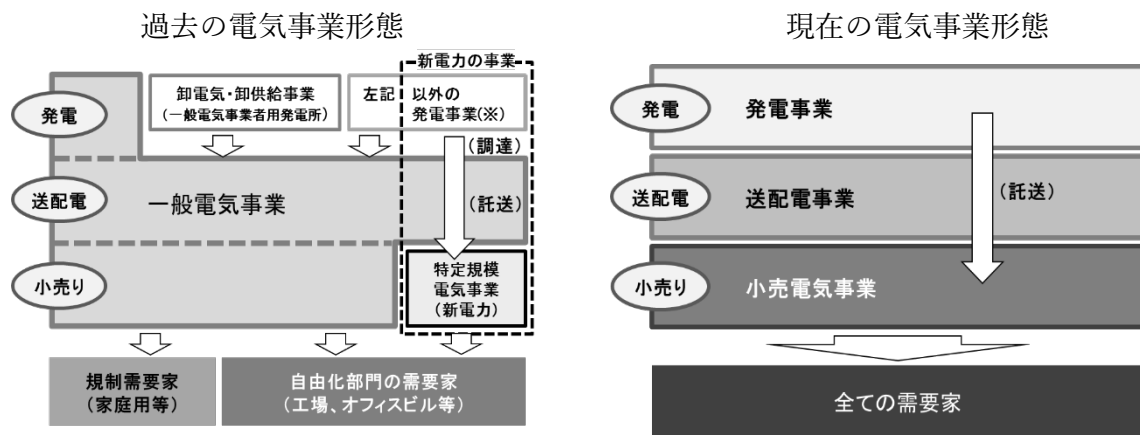 過去の電気事業形態
新電力の事業
発電
卸電気・卸供給事業
(一般電気事業者用発電所)
左記
以外の
発電事業(※)
(調達)
送配電
一般電気事業
(託送)
小売り
特定規模
電気事業
(新電力)
規制需要家
(家庭用等)
自由化部門の需要家
(工場、オフィスビル等)
現在の電気事業形態
発電
発電事業
送配電
送配電事業
(託送)
小売り
小売電気事業
全ての需要家